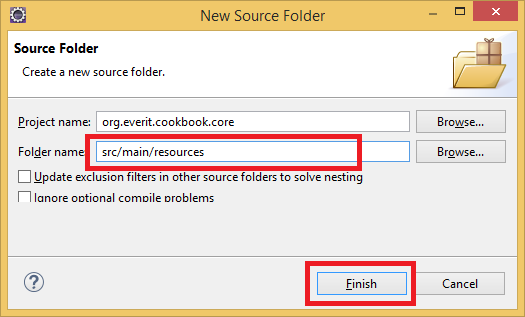 New Source Folder
Source Folder
Create a new source folder.
Project name: org.everit.cookbook.core Browse...
Folder name: src/main/resources Browse...
Update exclusion filters in other source folders to solve nesting
Ignore optional compile problems
? Finish Cancel